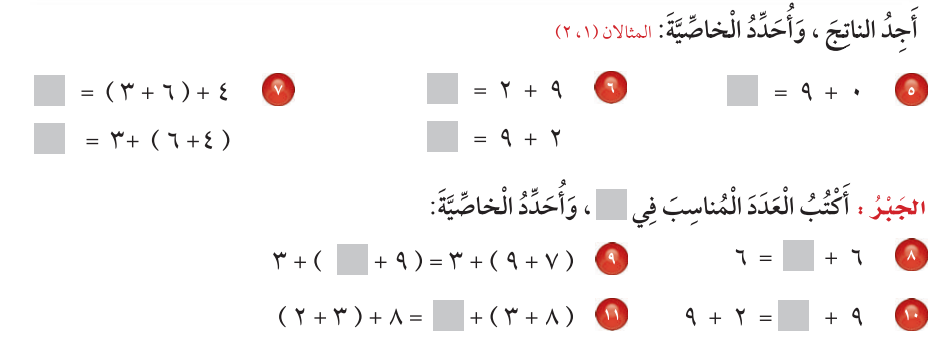 أَجِدُ الناتجَ ، وَأُحَدِّدُ الْخاصِّيَّةَ: المثالان (١، ٢)
٥ ٠ + ٩ =
٦ ٩ + ٢ =
٢ + ٩ =
٧ ٤ + (٦ + ٣) =
(٤ + ٦) + ٣ =
الجَبْرُ : أَكْتُبُ الْعَدَدَ الْمُناسِبَ فِي ، وَأُحَدِّدُ الْخاصِّيَّةَ:
٨ ٦ + = ٦
٩ (٧ + ٩) + ٣ = (٩ + ) + ٣
١٠ ٩ + = ٢ + ٩
١١ (٨ + ٣) + = ٨ + (٣ + ٢)